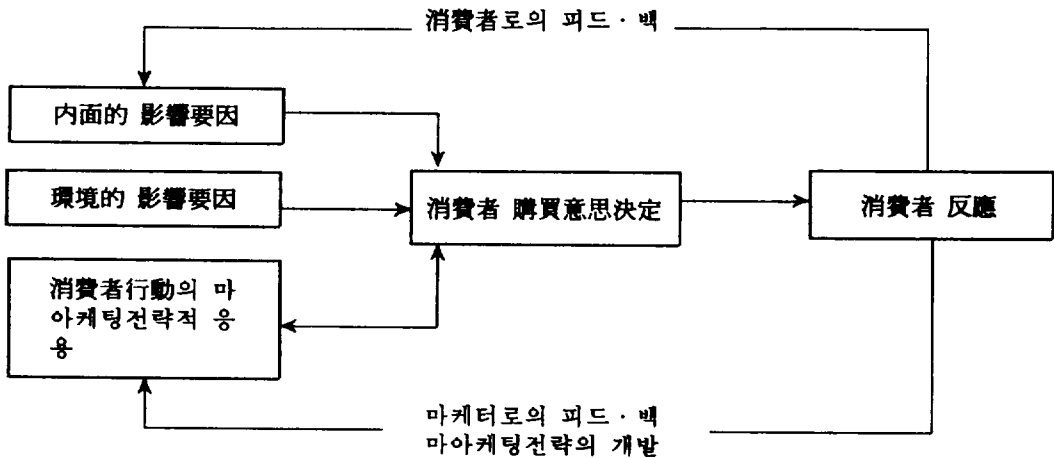 消費者로의 피드·백
内面的 影響要因
環境的 影響要因
消費者 購買意思決定
消費者 反應
消費者行動의 마
아케팅전략적 응
용
마케터로의 피드·백
마아케팅전략의 개발